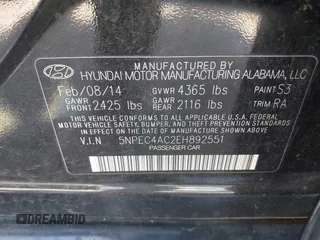 MANUFACTURED BY
HYUNDAI MOTOR MANUFACTURING ALABAMA, LLC
Feb/08/14 GVWR 4365 lbs PAINT S3
GAWR FRONT 2425 lbs GAWR REAR 2116 lbs TRIM RA
THIS VEHICLE CONFORMS TO ALL APPLICABLE U.S.A. FEDERAL
MOTOR VEHICLE SAFETY, BUMPER, AND THEFT PREVENTION STANDARDS
IN EFFECT ON THE DATE OF MANUFACTURE SHOWN ABOVE.
V.I.N 5NPEC4AC2EH892551
PASSENGER CAR
DREAMBID